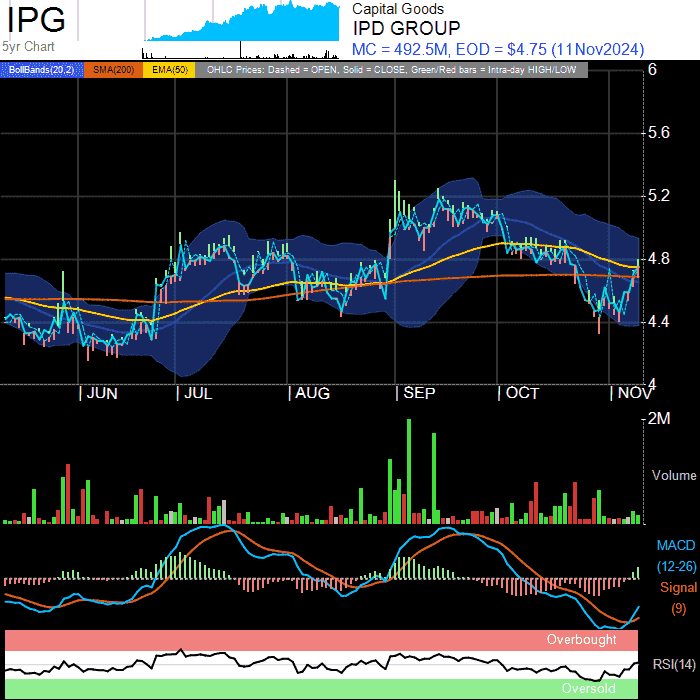 IPG
5yr Chart
Capital Goods
IPD GROUP
MC = 492.5M, EOD = $4.75 (11Nov2024)
BollBands(20,2) SMA(200) EMA(50) OHLC Prices: Dashed = OPEN, Solid = CLOSE, Green/Red bars = Intra-day HIGH/LOW
6
5.6
5.2
4.8
4.4
4
JUN JUL AUG SEP OCT NOV
2M
Volume
MACD
(12-26)
Signal
(9)
Overbought
RSI(14)
Oversold